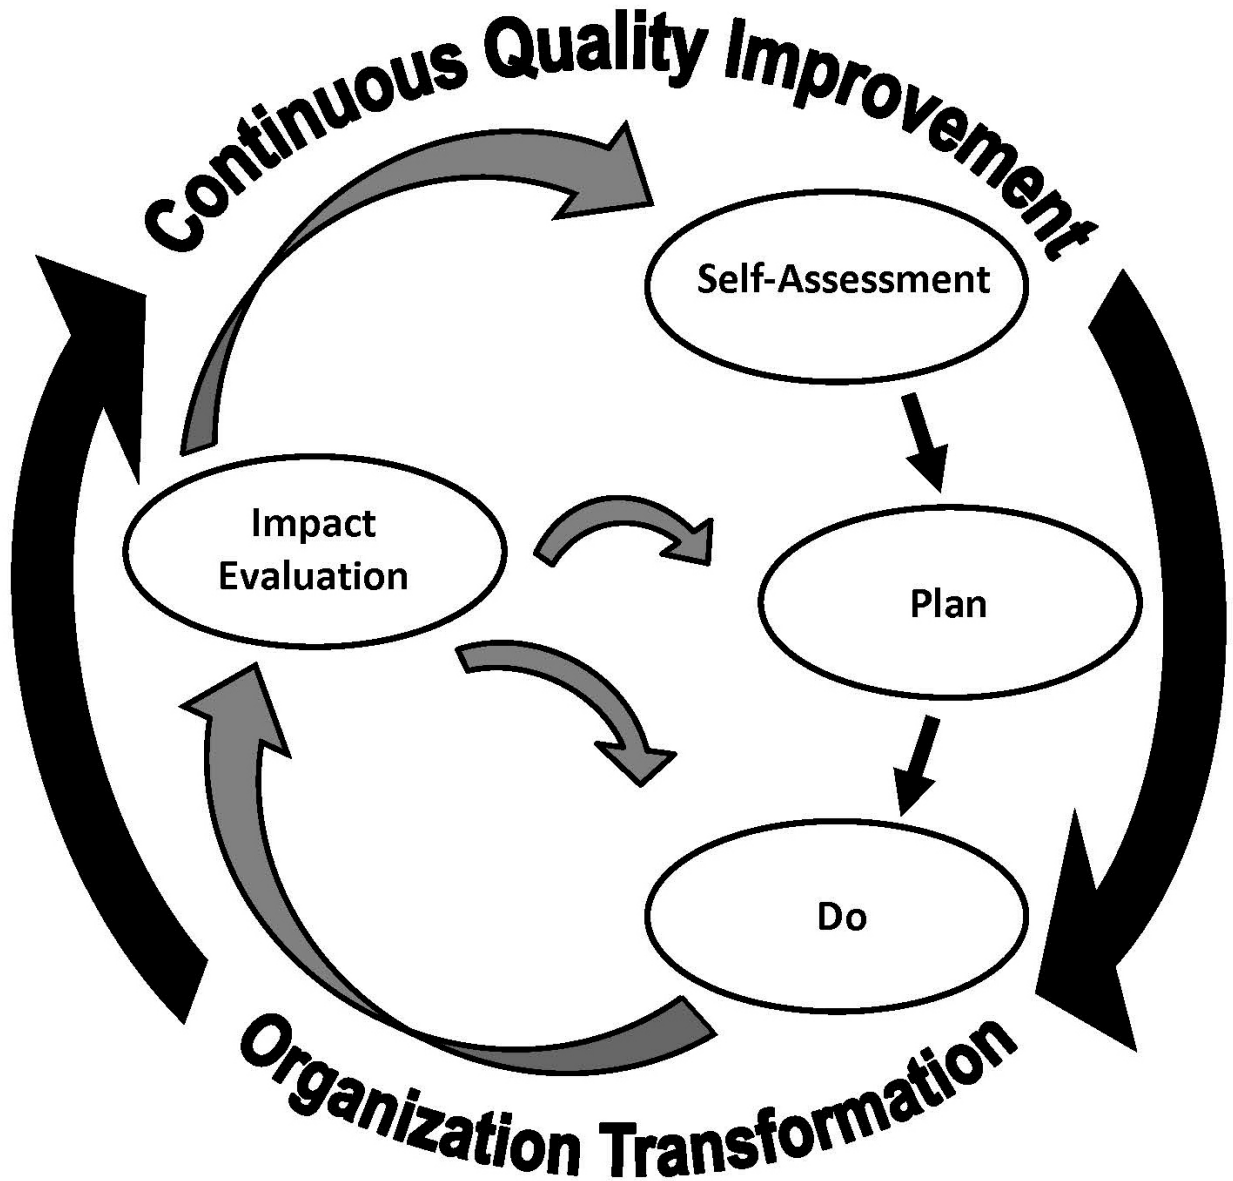 Continuous Quality Improvement
Self-Assessment
Impact
Evaluation
Plan
Do
Organization Transformation